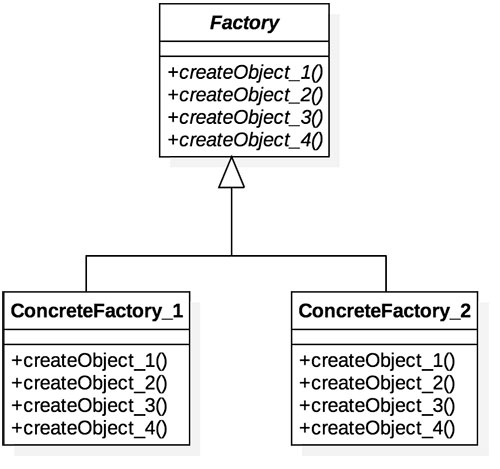 Factory
+createObject_1()
+createObject_2()
+createObject_3()
+createObject_4()
ConcreteFactory_1
+createObject_1()
+createObject_2()
+createObject_3()
+createObject_4()
ConcreteFactory_2
+createObject_1()
+createObject_2()
+createObject_3()
+createObject_4()